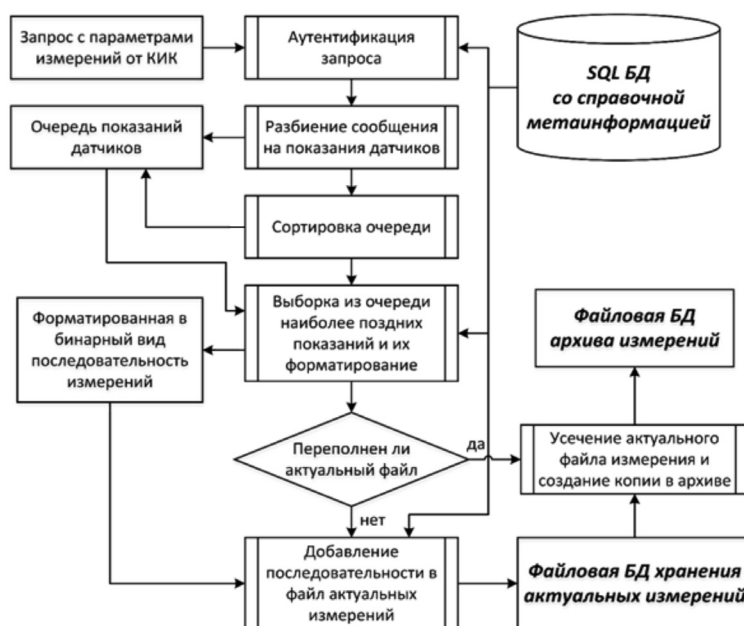 Запрос с параметрами
измерений от КИК
Аутентификация
запроса
SQL БД
со справочной
метаинформацией
Очередь показаний
датчиков
Разбиение сообщения
на показания датчиков
Сортировка очереди
Форматированная в
бинарный вид
последовательность
измерений
Выборка из очереди
наиболее поздних
показаний и их
форматирование
Файловая БД
архива измерений
Переполнен ли
актуальный файл
да
Усечение актуального
файла измерения и
создание копии в архиве
нет
Добавление
последовательности в
файл актуальных
измерений
Файловая БД хранения
актуальных измерений